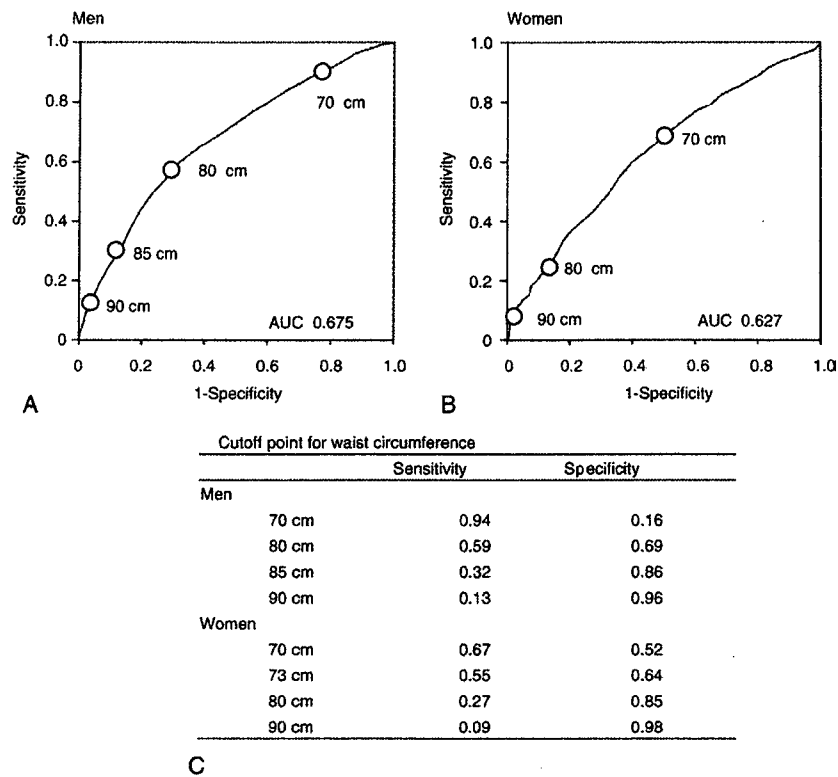 Men
Sensitivity
1.0
0.8
0.6
0.4
0.2
0
70 cm
80 cm
85 cm
90 cm
AUC 0.675
0 0.2 0.4 0.6 0.8 1.0
1-Specificity
A
Women
Sensitivity
1.0
0.8
0.6
0.4
0.2
0
70 cm
80 cm
90 cm
AUC 0.627
0 0.2 0.4 0.6 0.8 1.0
1-Specificity
B
Cutoff point for waist circumference
Sensitivity Specificity
Men
70 cm 0.94 0.16
80 cm 0.59 0.69
85 cm 0.32 0.86
90 cm 0.13 0.96
Women
70 cm 0.67 0.52
73 cm 0.55 0.64
80 cm 0.27 0.85
90 cm 0.09 0.98
C